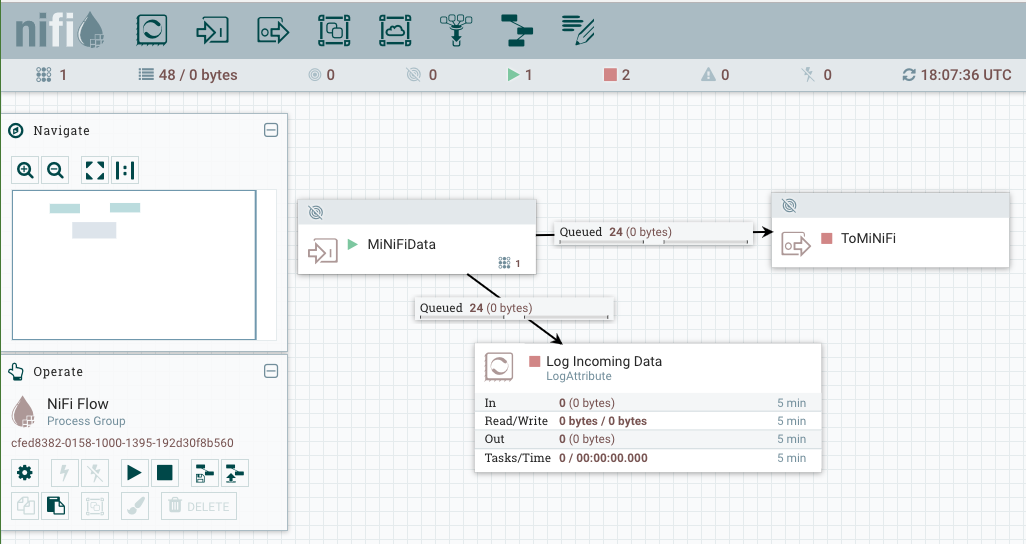 nifi
1
48 / 0 bytes
0
0
1
2
0
0
18:07:36 UTC
Navigate
MiNiFiData
1
Queued 24 (0 bytes)
ToMiNiFi
Queued 24 (0 bytes)
Log Incoming Data
LogAttribute
In 0 (0 bytes) 5 min
Read/Write 0 bytes / 0 bytes 5 min
Out 0 (0 bytes) 5 min
Tasks/Time 0 / 00:00:00.000 5 min
Operate
NiFi Flow
Process Group
cfed8382-0158-1000-1395-192d30f8b560
DELETE